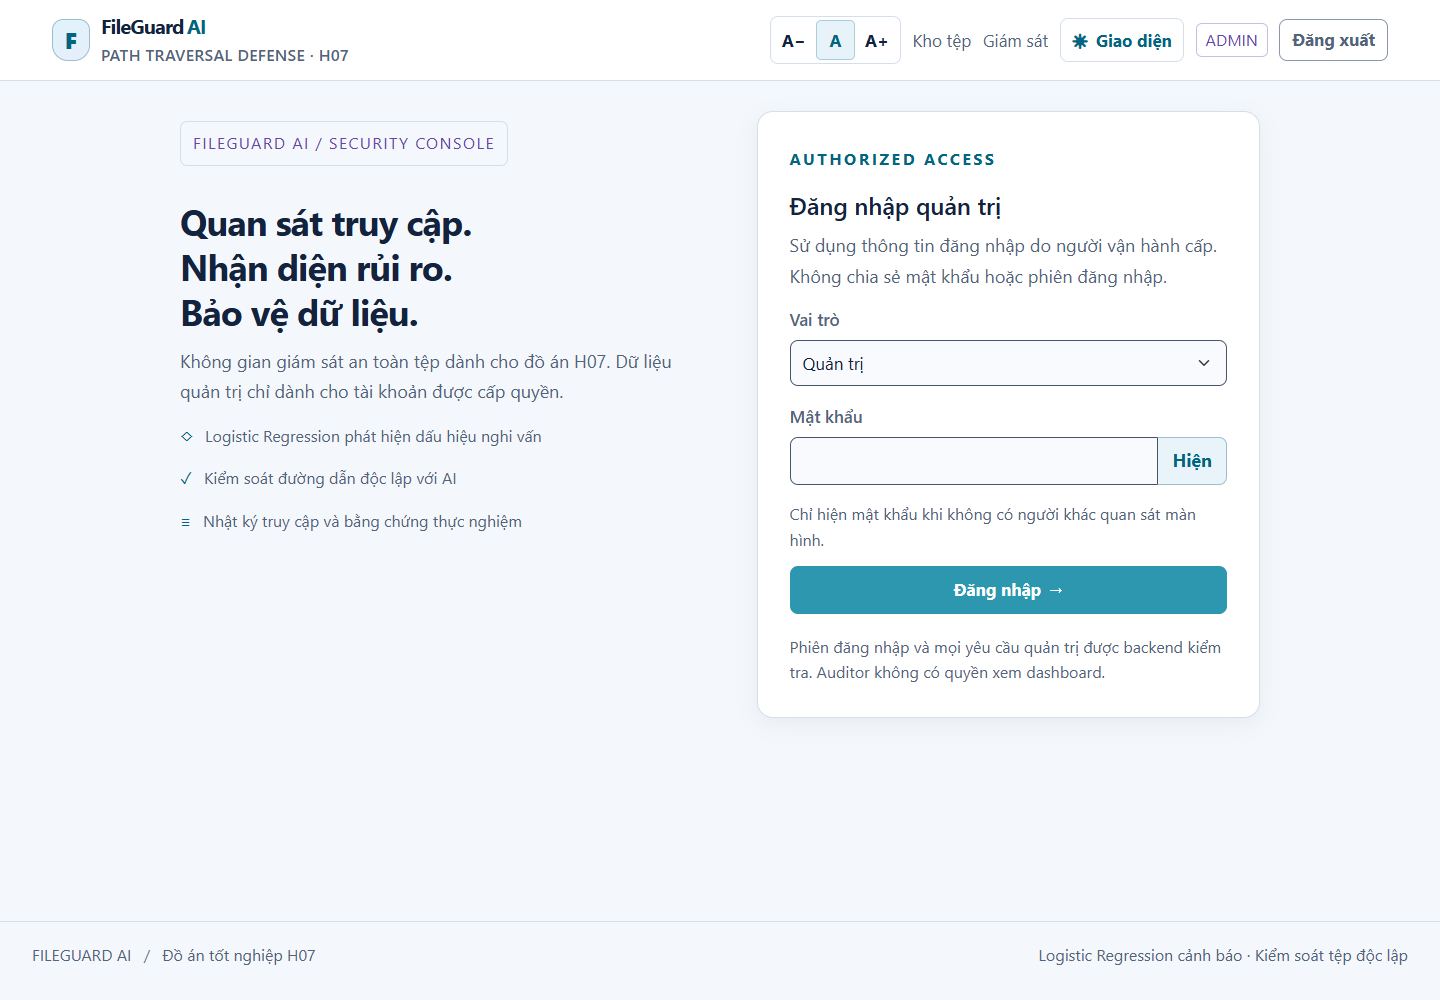 F
FileGuard AI
PATH TRAVERSAL DEFENSE · H07
A− A A+ Kho tệp Giám sát Giao diện ADMIN Đăng xuất
FILEGUARD AI / SECURITY CONSOLE
Quan sát truy cập.
Nhận diện rủi ro.
Bảo vệ dữ liệu.
Không gian giám sát an toàn tệp dành cho đồ án H07. Dữ liệu
quản trị chỉ dành cho tài khoản được cấp quyền.
◇ Logistic Regression phát hiện dấu hiệu nghi vấn
✓ Kiểm soát đường dẫn độc lập với AI
≡ Nhật ký truy cập và bằng chứng thực nghiệm
AUTHORIZED ACCESS
Đăng nhập quản trị
Sử dụng thông tin đăng nhập do người vận hành cấp.
Không chia sẻ mật khẩu hoặc phiên đăng nhập.
Vai trò
Quản trị
Mật khẩu
Hiện
Chỉ hiện mật khẩu khi không có người khác quan sát màn
hình.
Đăng nhập →
Phiên đăng nhập và mọi yêu cầu quản trị được backend kiểm
tra. Auditor không có quyền xem dashboard.
FILEGUARD AI / Đồ án tốt nghiệp H07
Logistic Regression cảnh báo · Kiểm soát tệp độc lập